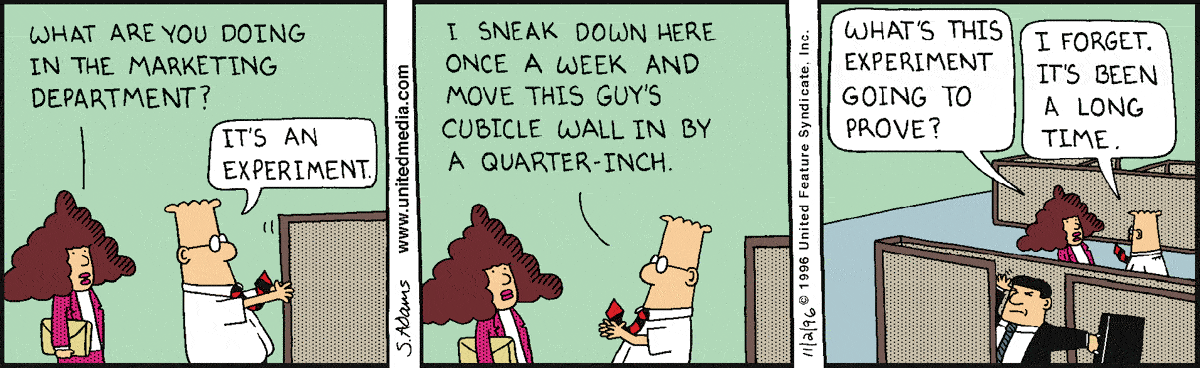 WHAT ARE YOU DOING
IN THE MARKETING
DEPARTMENT?
IT'S AN
EXPERIMENT.
S. Adams
www.unitedmedia.com
I SNEAK DOWN HERE
ONCE A WEEK AND
MOVE THIS GUY'S
CUBICLE WALL IN BY
A QUARTER-INCH.
11/2/96 © 1996 United Feature Syndicate, Inc.
WHAT'S THIS
EXPERIMENT
GOING TO
PROVE?
I FORGET.
IT'S BEEN
A LONG
TIME.